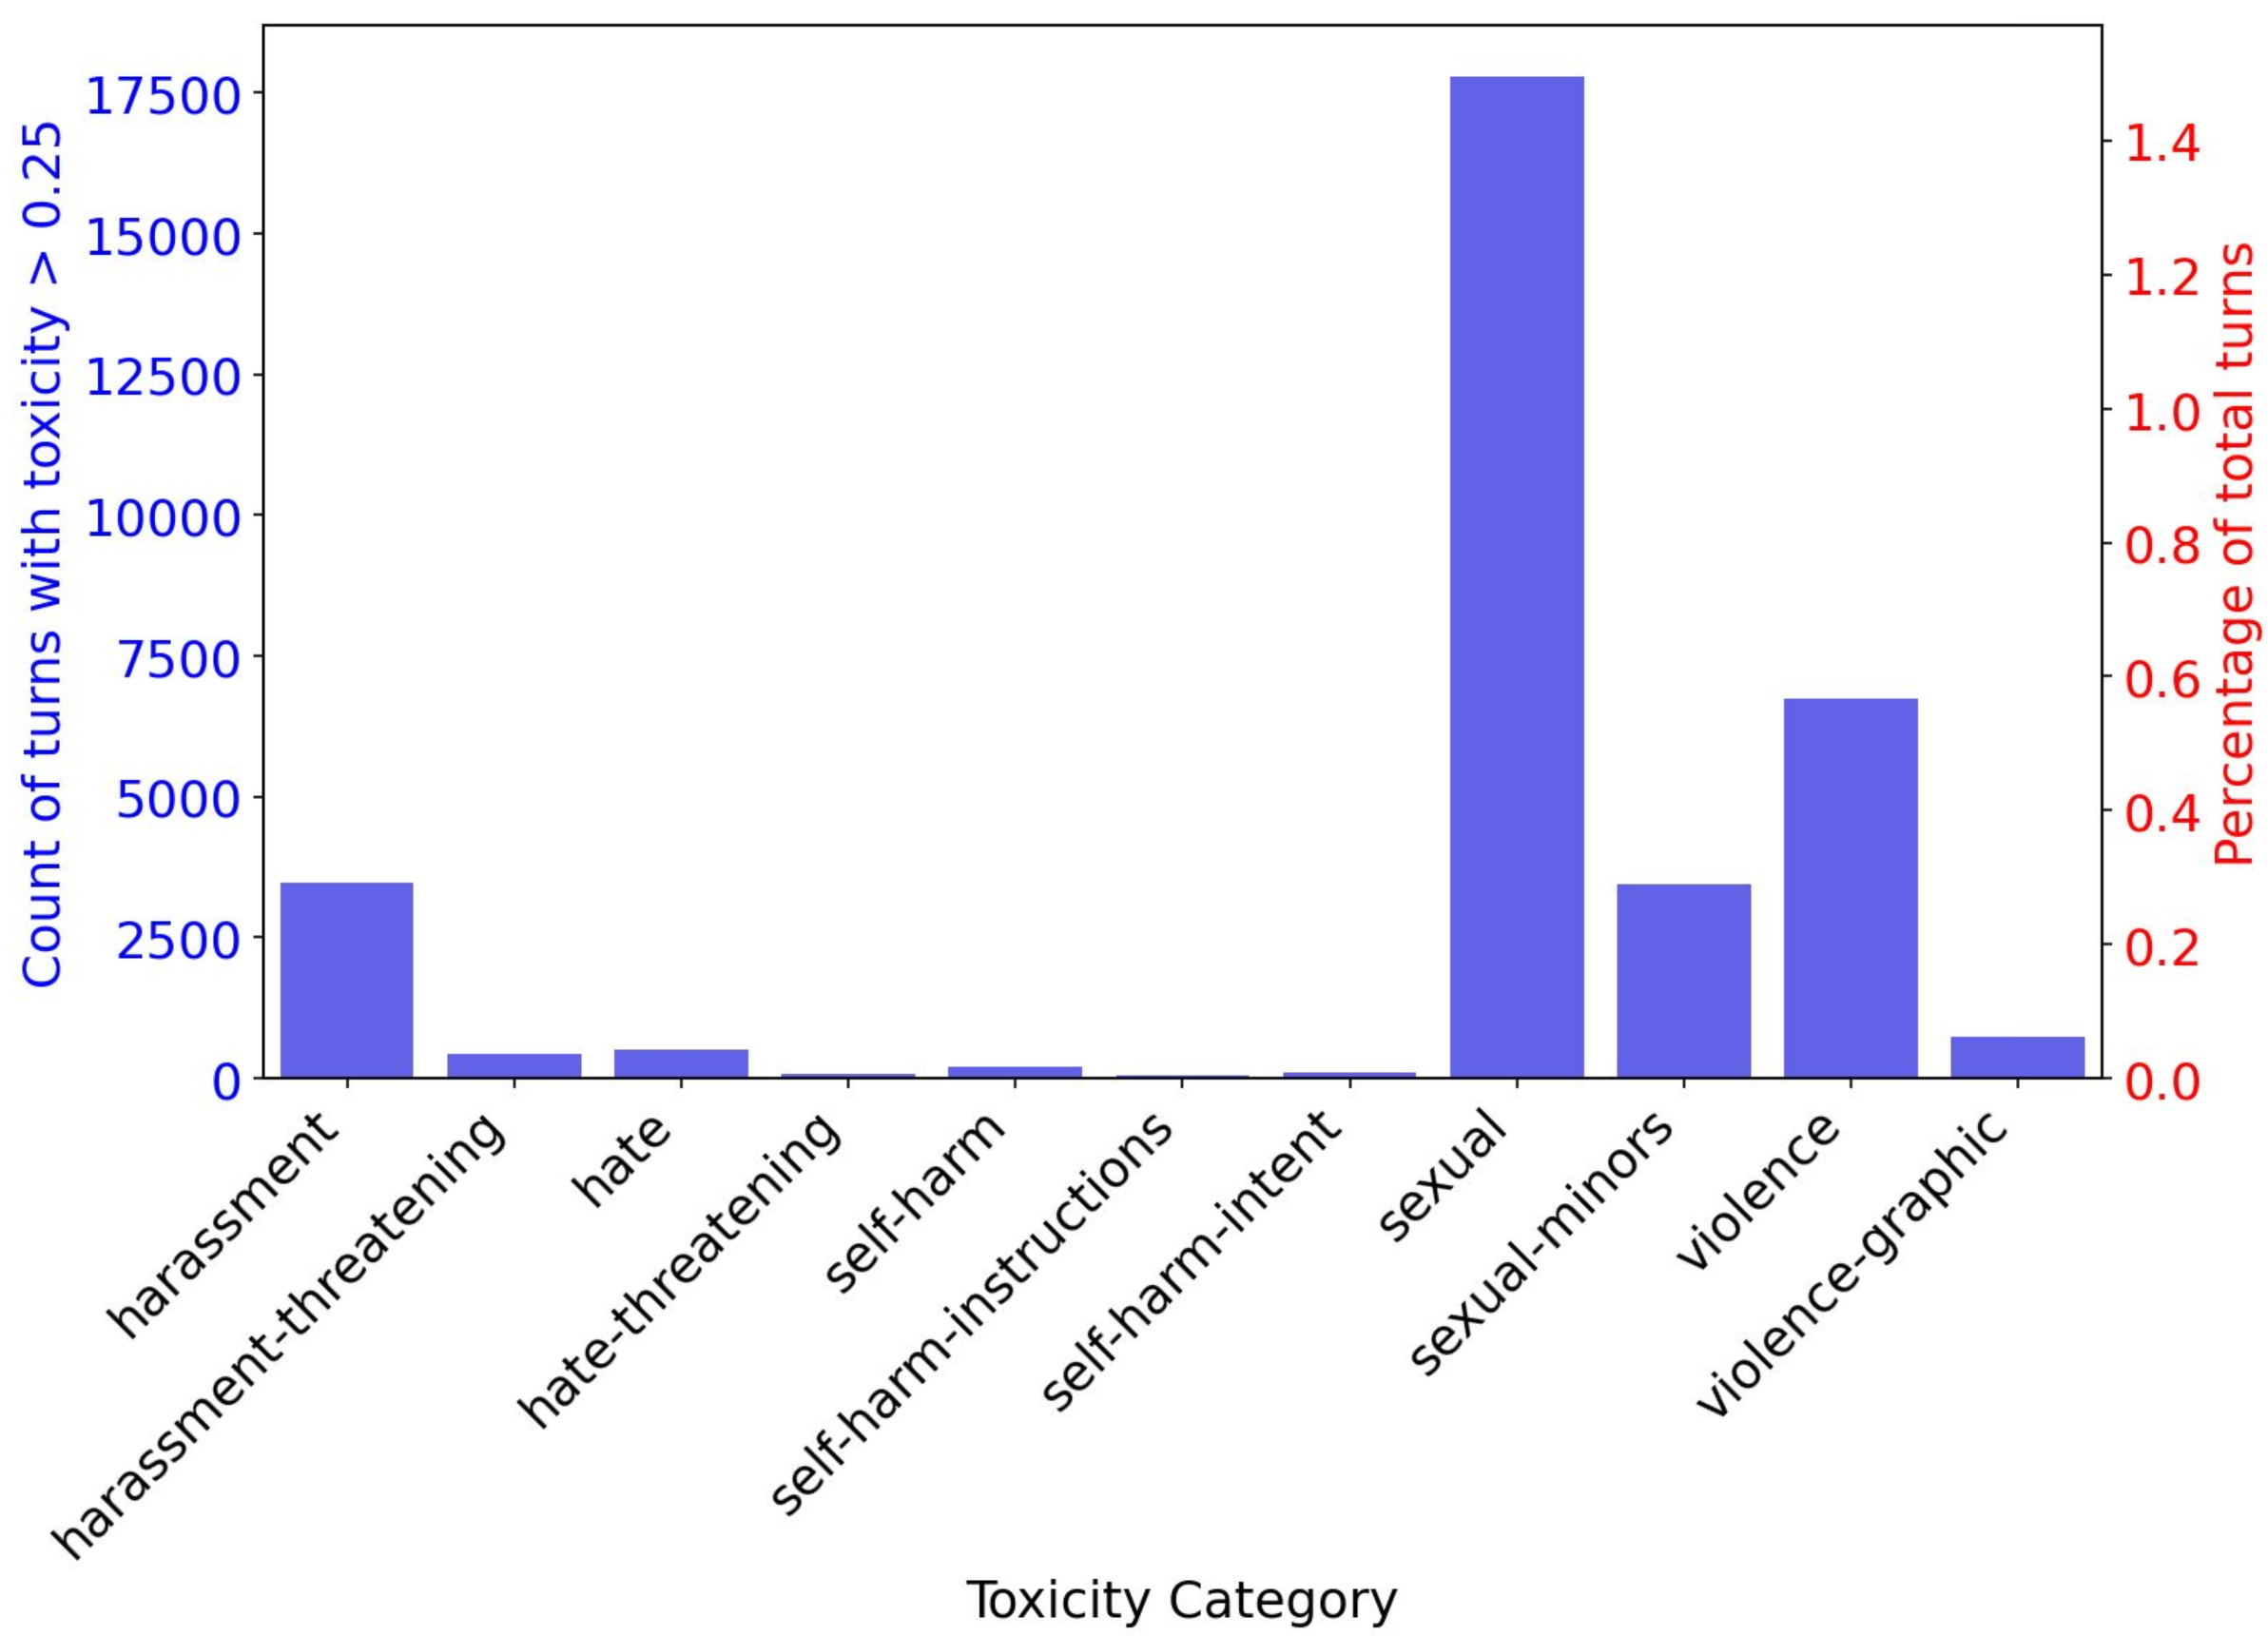 Count of turns with toxicity > 0.25
17500
15000
12500
10000
7500
5000
2500
0
1.4
1.2
1.0
0.8
0.6
0.4
0.2
0.0
Percentage of total turns
harassment
harassment-threatening
hate
hate-threatening
self-harm
self-harm-instructions
self-harm-intent
sexual
sexual-minors
violence
violence-graphic
Toxicity Category